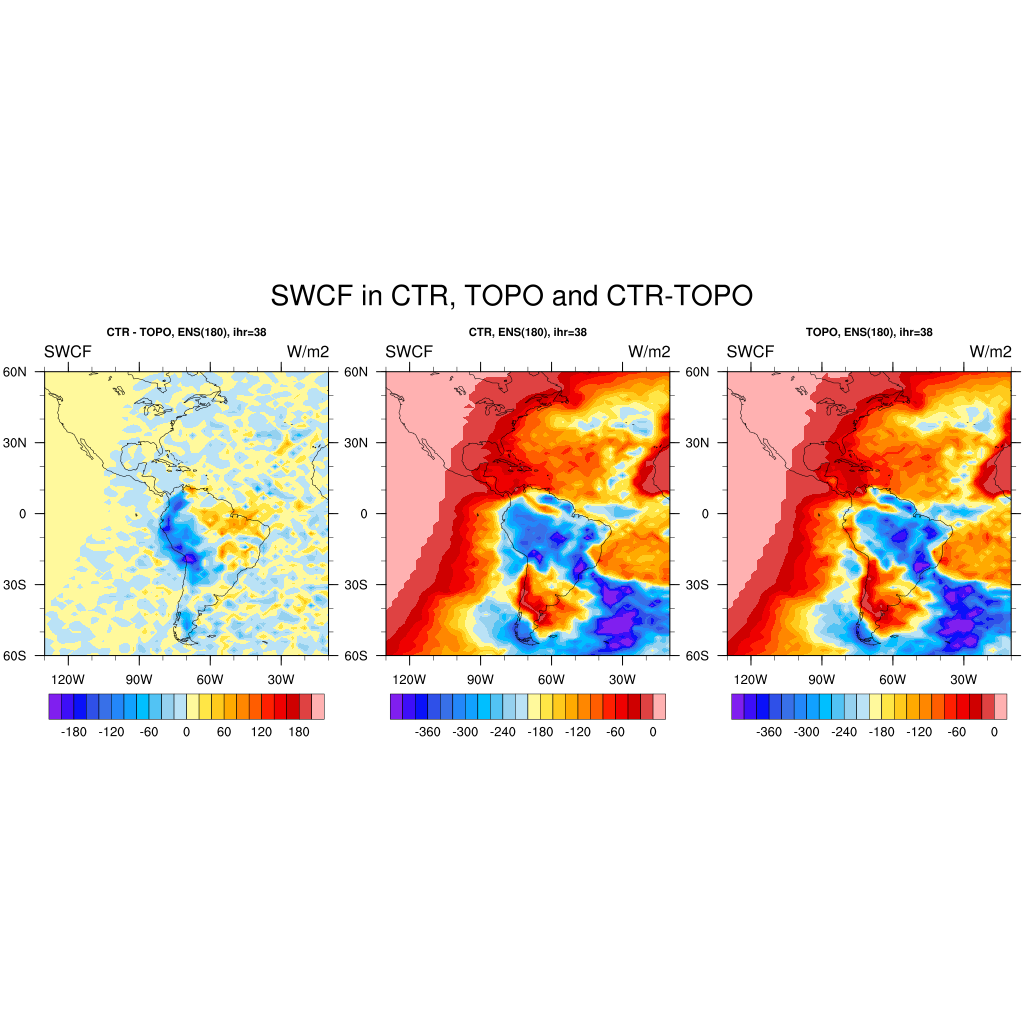 SWCF in CTR, TOPO and CTR-TOPO
CTR - TOPO, ENS(180), ihr=38
SWCF W/m2
60N
30N
0
30S
60S
120W 90W 60W 30W
-180 -120 -60 0 60 120 180
CTR, ENS(180), ihr=38
SWCF W/m2
60N
30N
0
30S
60S
120W 90W 60W 30W
-360 -300 -240 -180 -120 -60 0
TOPO, ENS(180), ihr=38
SWCF W/m2
60N
30N
0
30S
60S
120W 90W 60W 30W
-360 -300 -240 -180 -120 -60 0